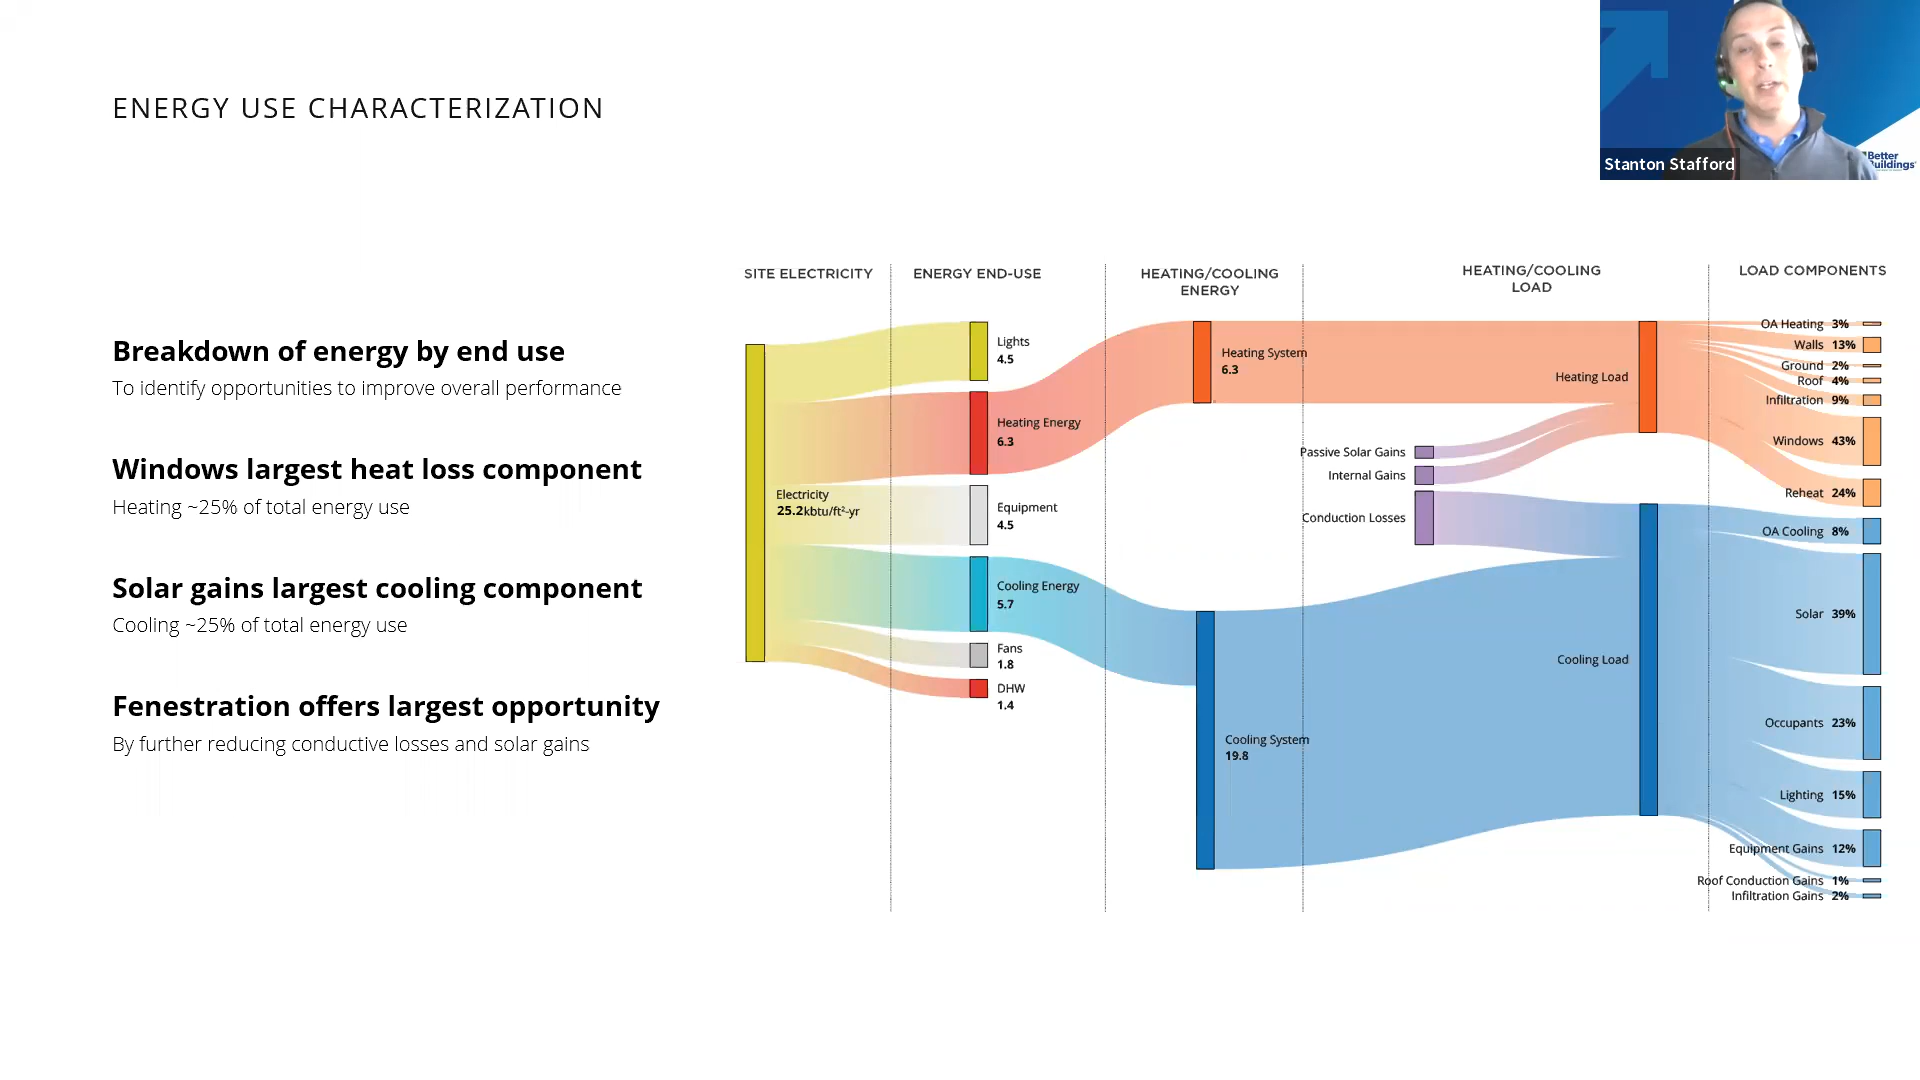 ENERGY USE CHARACTERIZATION
Stanton Stafford
Better
Buildings
Breakdown of energy by end use
To identify opportunities to improve overall performance
Windows largest heat loss component
Heating ~25% of total energy use
Solar gains largest cooling component
Cooling ~25% of total energy use
Fenestration offers largest opportunity
By further reducing conductive losses and solar gains
SITE ELECTRICITY
ENERGY END-USE
HEATING/COOLING
ENERGY
HEATING/COOLING
LOAD
LOAD COMPONENTS
Electricity
25.2kbtu/ft²-yr
Lights
4.5
Heating Energy
6.3
Equipment
4.5
Cooling Energy
5.7
Fans
1.8
DHW
1.4
Heating System
6.3
Cooling System
19.8
Passive Solar Gains
Internal Gains
Conduction Losses
Heating Load
Cooling Load
OA Heating 3%
Walls 13%
Ground 2%
Roof 4%
Infiltration 9%
Windows 43%
Reheat 24%
OA Cooling 8%
Solar 39%
Occupants 23%
Lighting 15%
Equipment Gains 12%
Roof Conduction Gains 1%
Infiltration Gains 2%